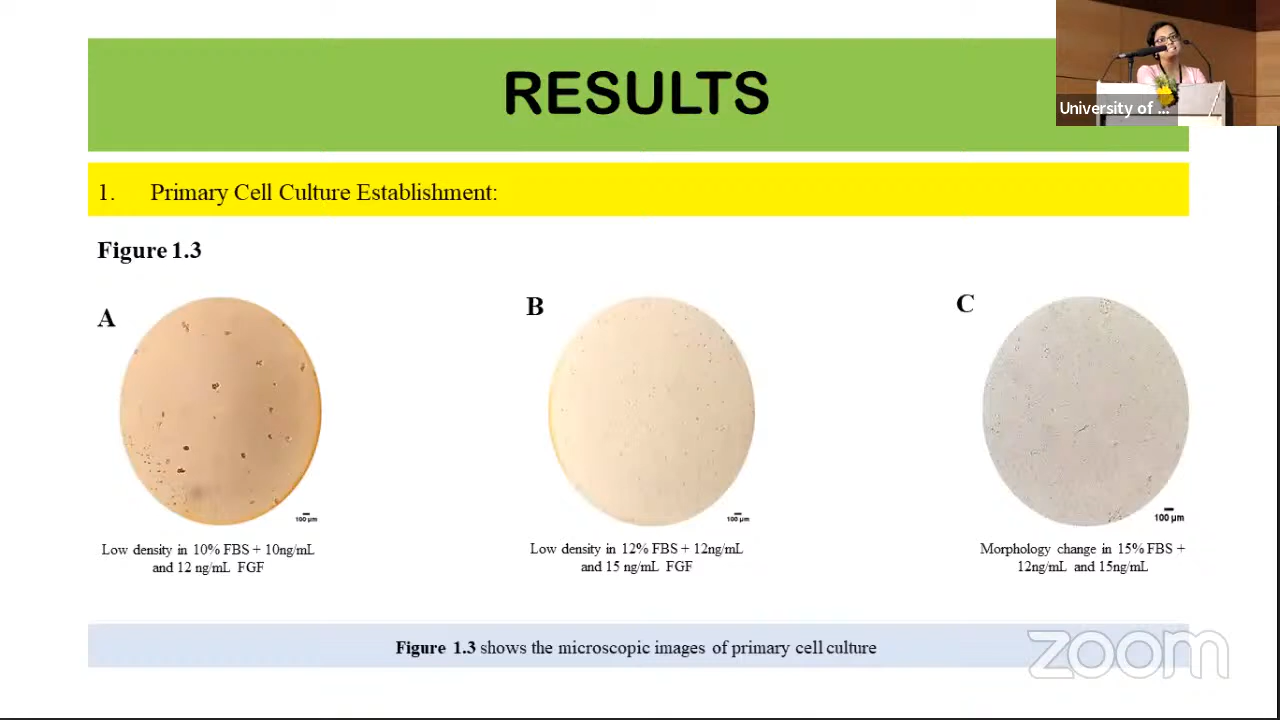 RESULTS
University of ...
1. Primary Cell Culture Establishment:
Figure 1.3
A
B
C
100 µm
100 µm
100 µm
Low density in 10% FBS + 10ng/mL
and 12 ng/mL FGF
Low density in 12% FBS + 12ng/mL
and 15 ng/mL FGF
Morphology change in 15% FBS +
12ng/mL and 15ng/mL
Figure 1.3 shows the microscopic images of primary cell culture
zoom